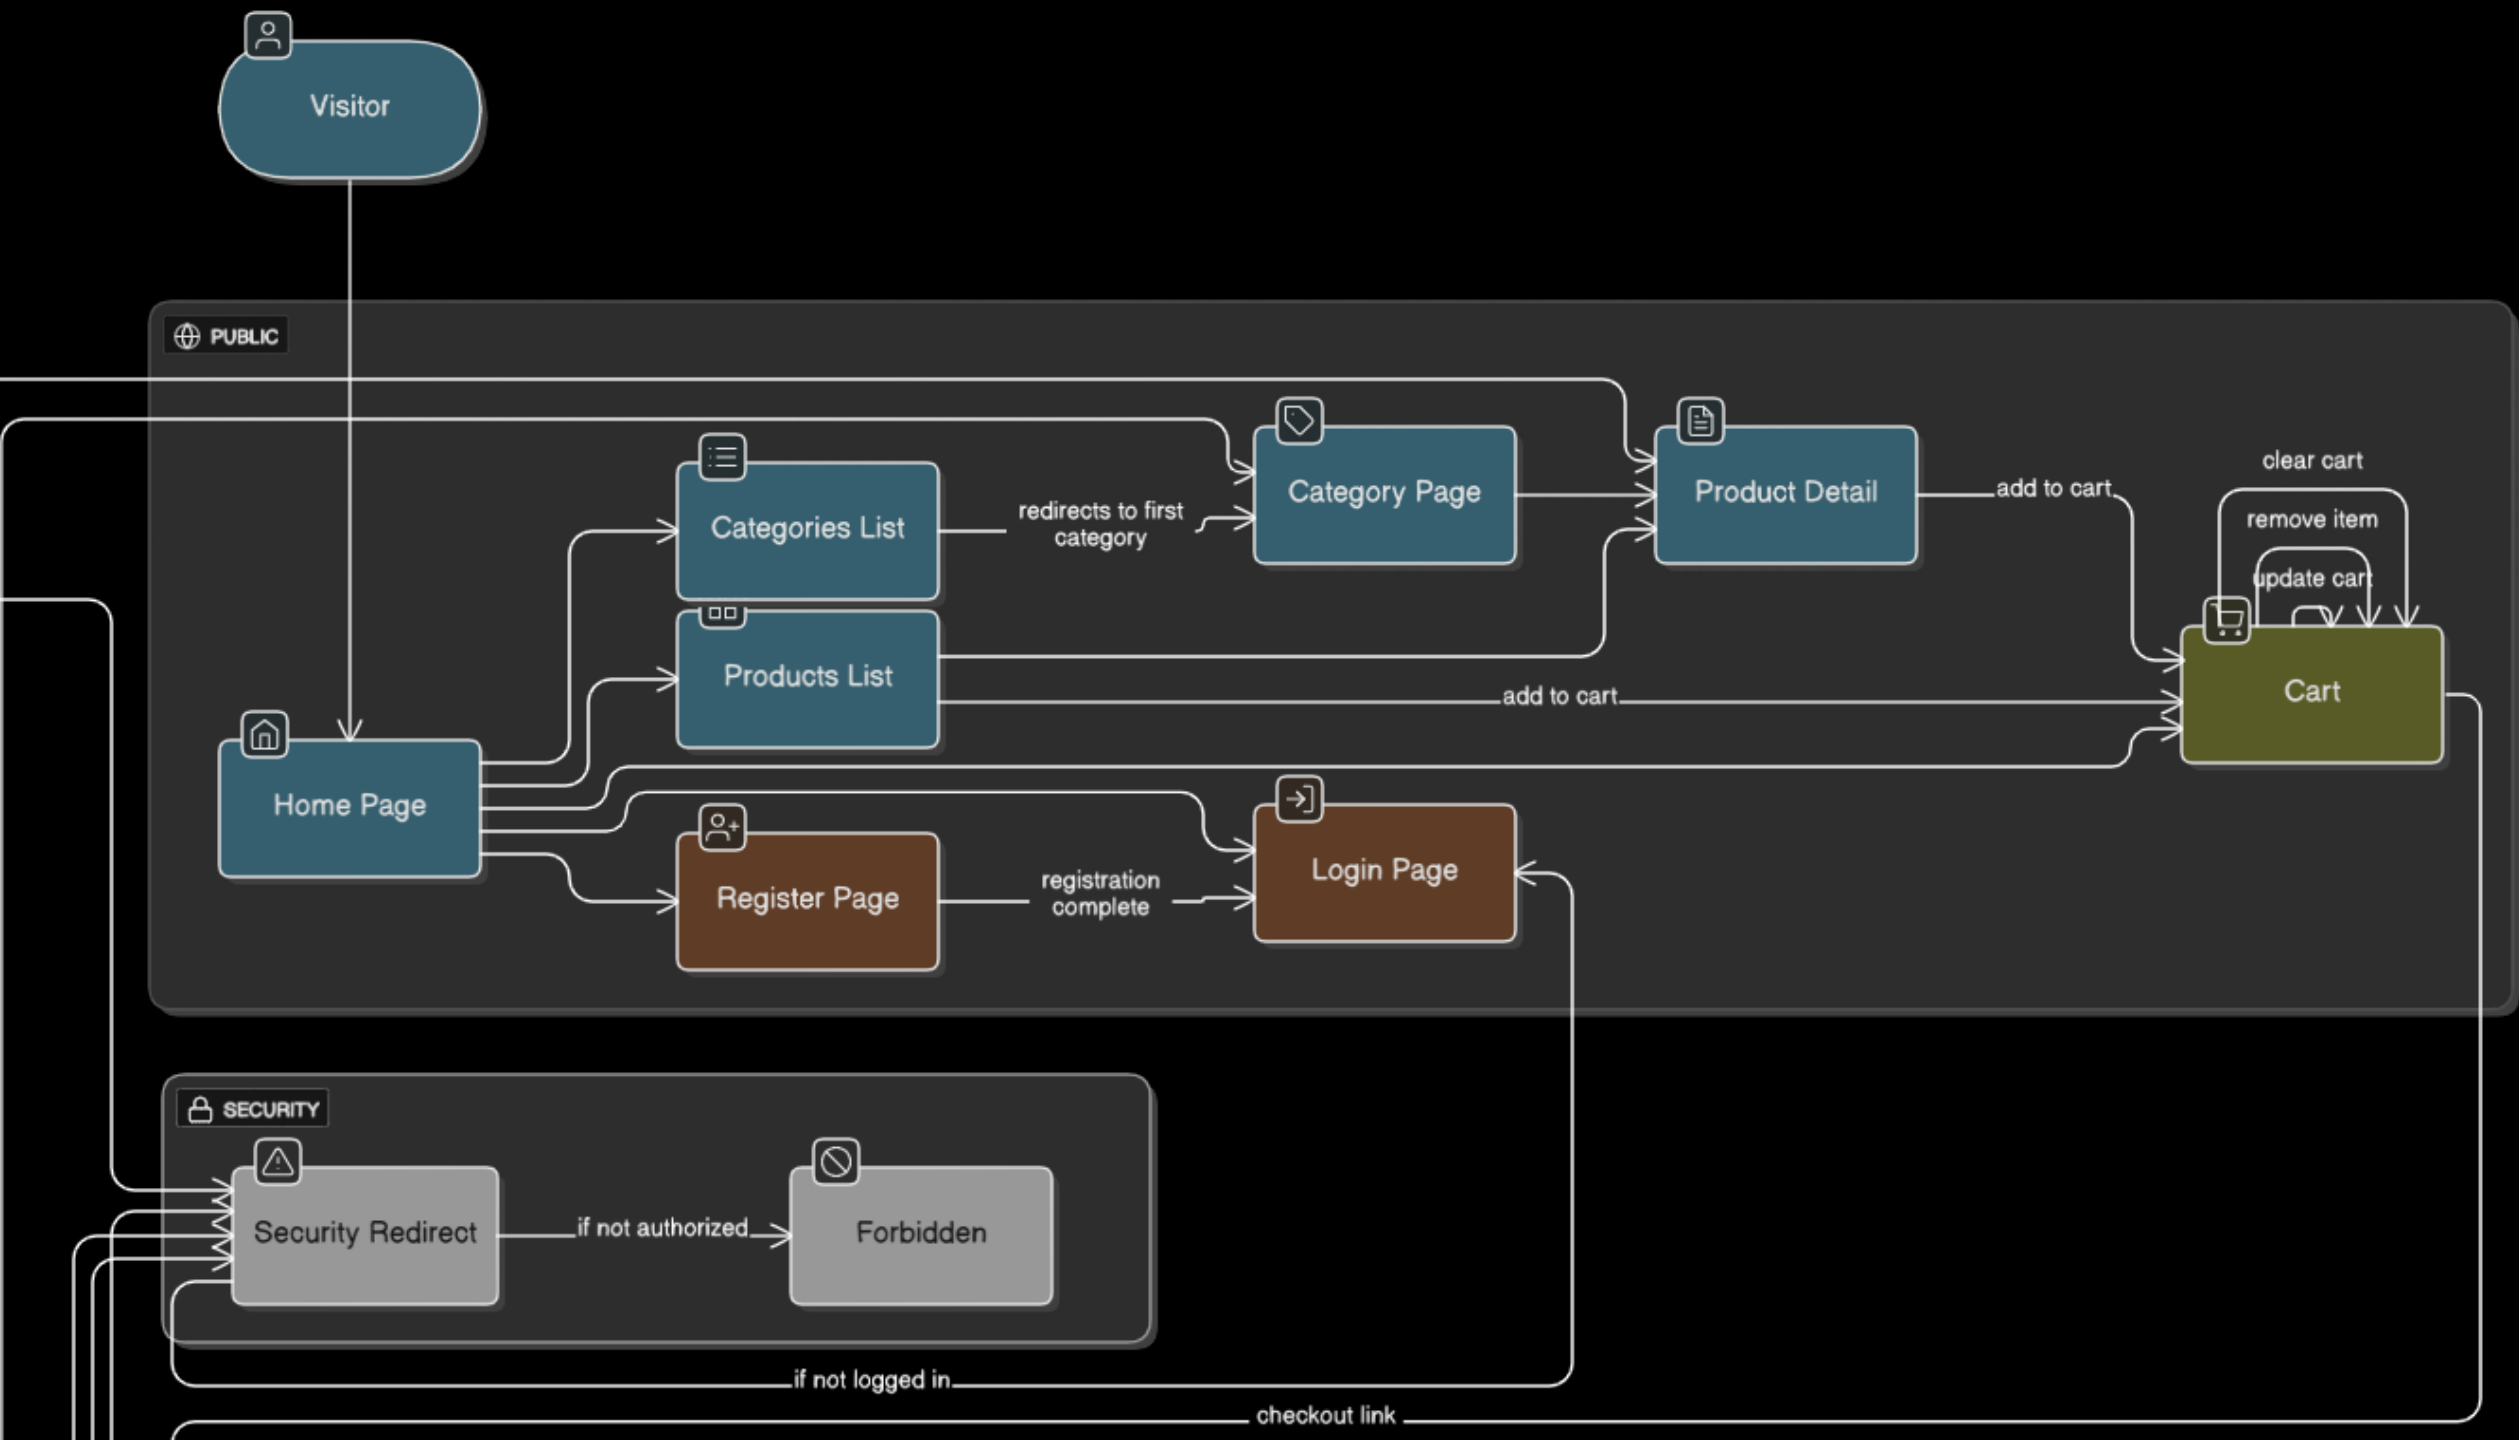 Visitor
PUBLIC
clear cart
remove item
update cart
Categories List
redirects to first
category
Category Page
Product Detail
add to cart
Products List
add to cart
Cart
Home Page
Register Page
registration
complete
Login Page
SECURITY
Security Redirect
if not authorized
Forbidden
if not logged in
checkout link